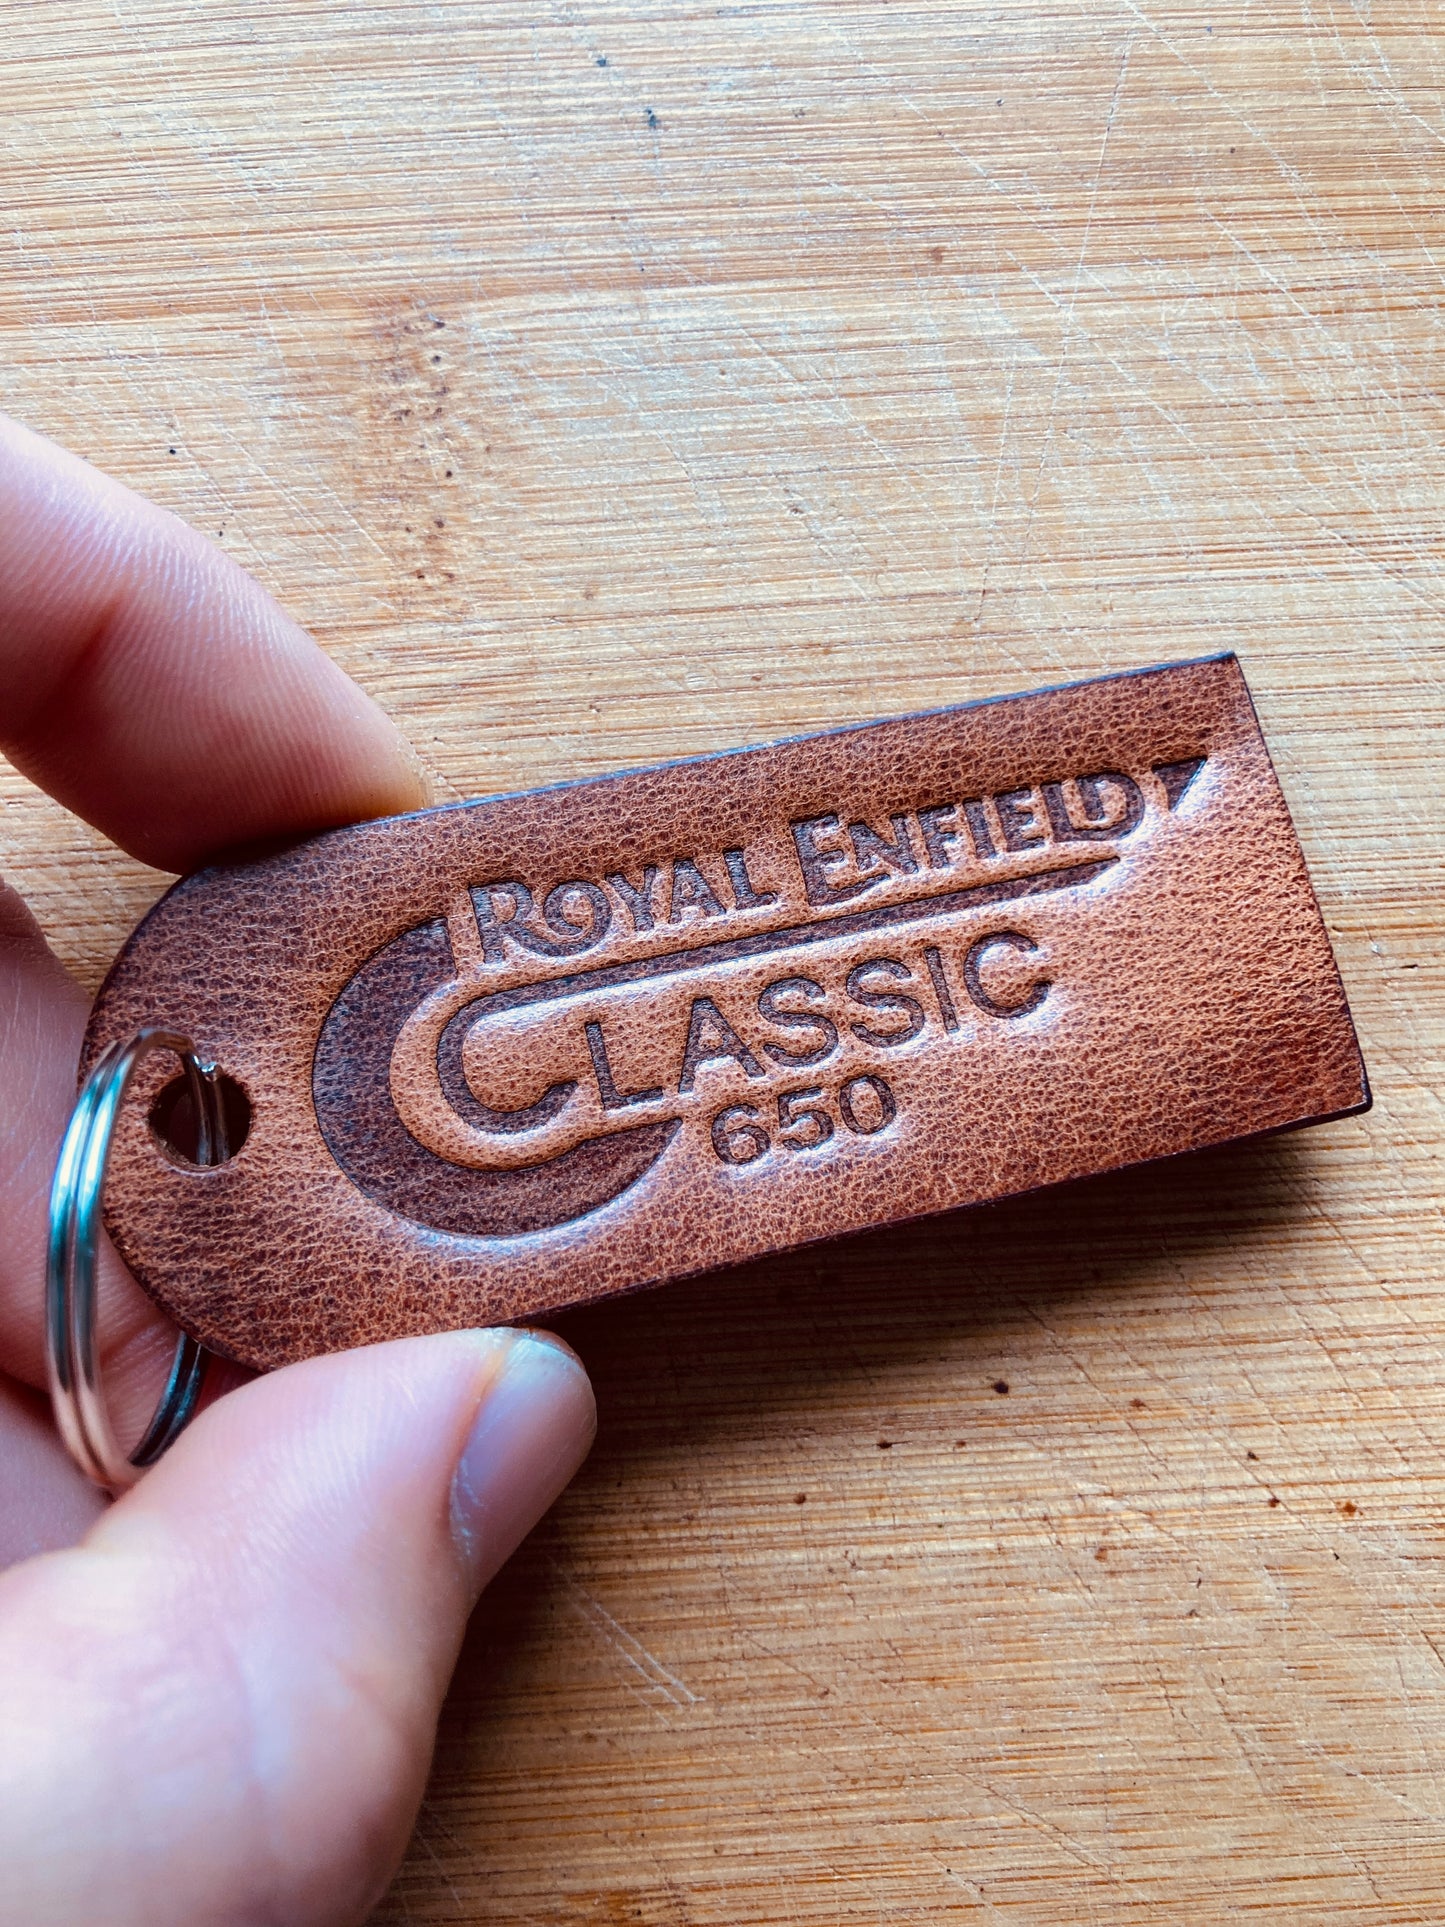 ROYAL ENFIELD
CLASSIC
650